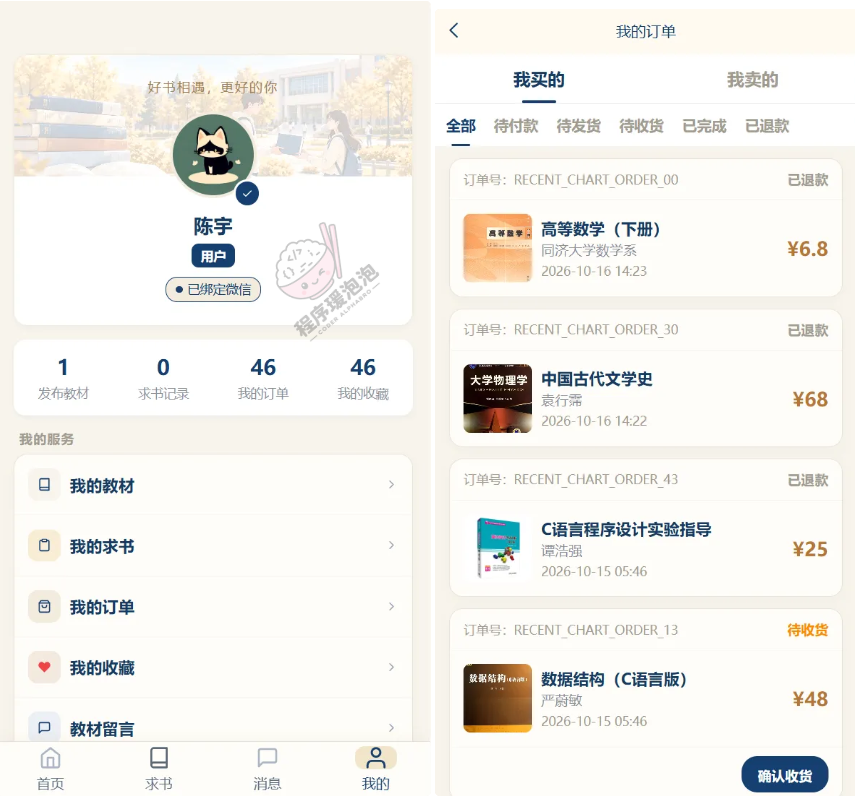 好书相遇，更好的你
陈宇
用户
已绑定微信
程序瑗泡泡
—CODER ALPHABRO—
1
0
46
46
发布教材
求书记录
我的订单
我的收藏
我的服务
我的教材
我的求书
我的订单
我的收藏
教材留言
首页
求书
消息
我的
我的订单
我买的
我卖的
全部
待付款
待发货
待收货
已完成
已退款
订单号：RECENT_CHART_ORDER_00
已退款
高等数学
高等数学（下册）
同济大学数学系
2026-10-16 14:23
¥6.8
订单号：RECENT_CHART_ORDER_30
已退款
大学物理学
中国古代文学史
袁行霈
2026-10-16 14:22
¥68
订单号：RECENT_CHART_ORDER_43
已退款
C语言程序设计实验指导
谭浩强
2026-10-15 05:46
¥25
订单号：RECENT_CHART_ORDER_13
待收货
数据结构
数据结构（C语言版）
严蔚敏
2026-10-15 05:46
¥48
确认收货